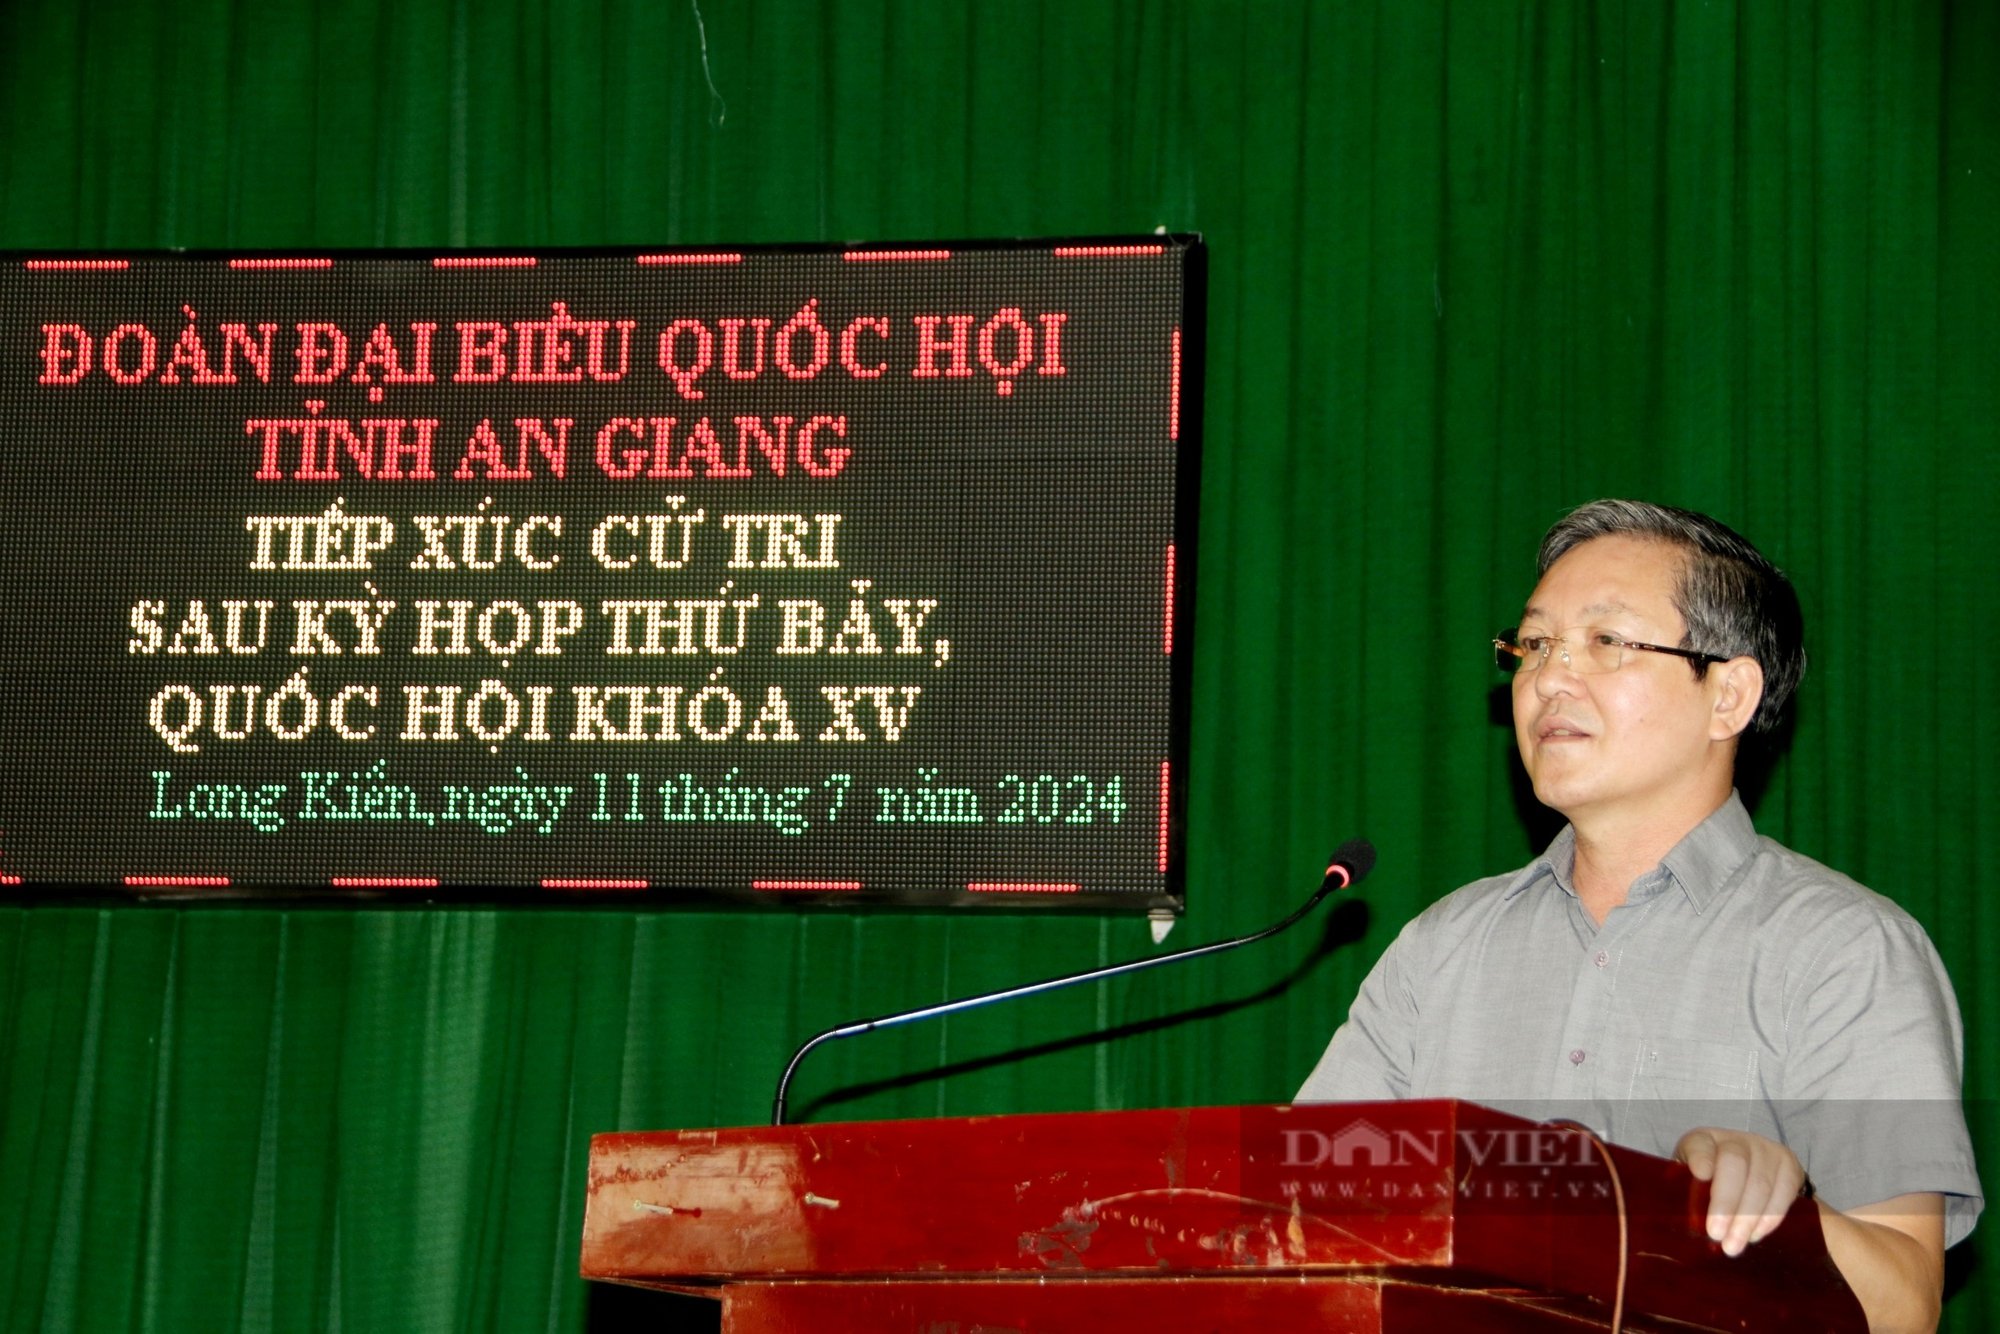 ĐOÀN ĐẠI BIỂU QUỐC HỘI
TỈNH AN GIANG
TIẾP XÚC CỬ TRI
SAU KỲ HỌP THỨ BẢY,
QUỐC HỘI KHÓA XV
Long Kiến, ngày 11 tháng 7 năm 2024
DÂN VIỆT
WWW.DANVIET.VN